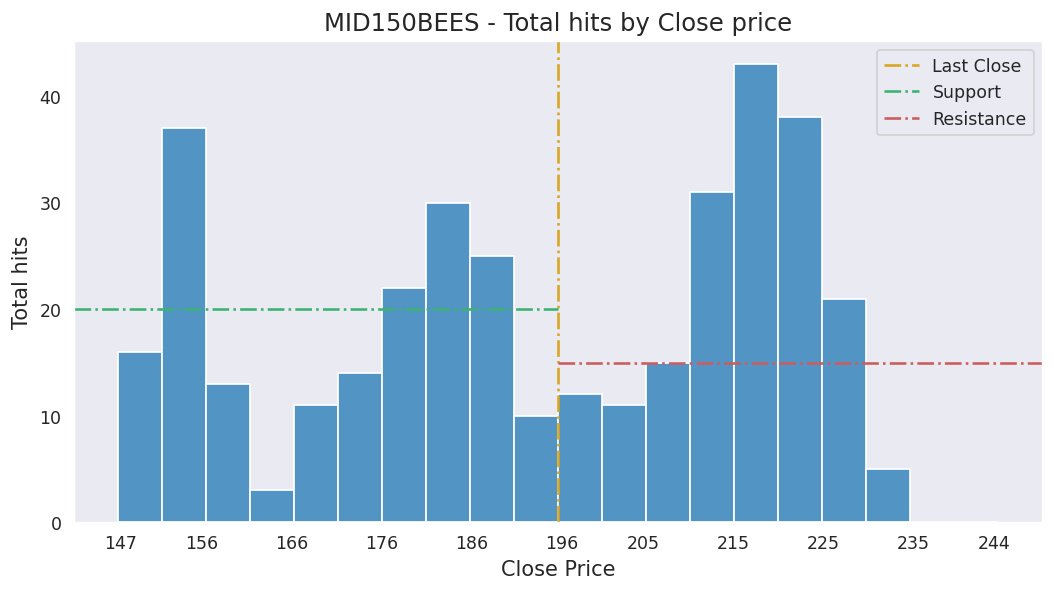 MID150BEES - Total hits by Close price
Last Close
Support
Resistance
Total hits
40
30
20
10
0
147 156 166 176 186 196 205 215 225 235 244
Close Price